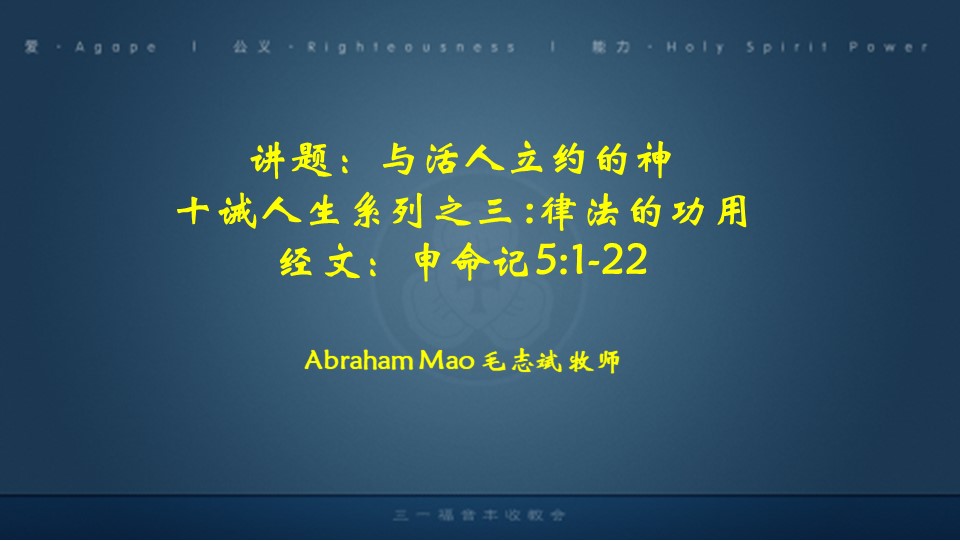 爱 · Agape | 公义 · Righteousness | 能力 · Holy Spirit Power
讲题：与活人立约的神
十诫人生系列之三:律法的功用
经文：申命记5:1-22
Abraham Mao 毛志斌 牧师
三一福音丰收教会